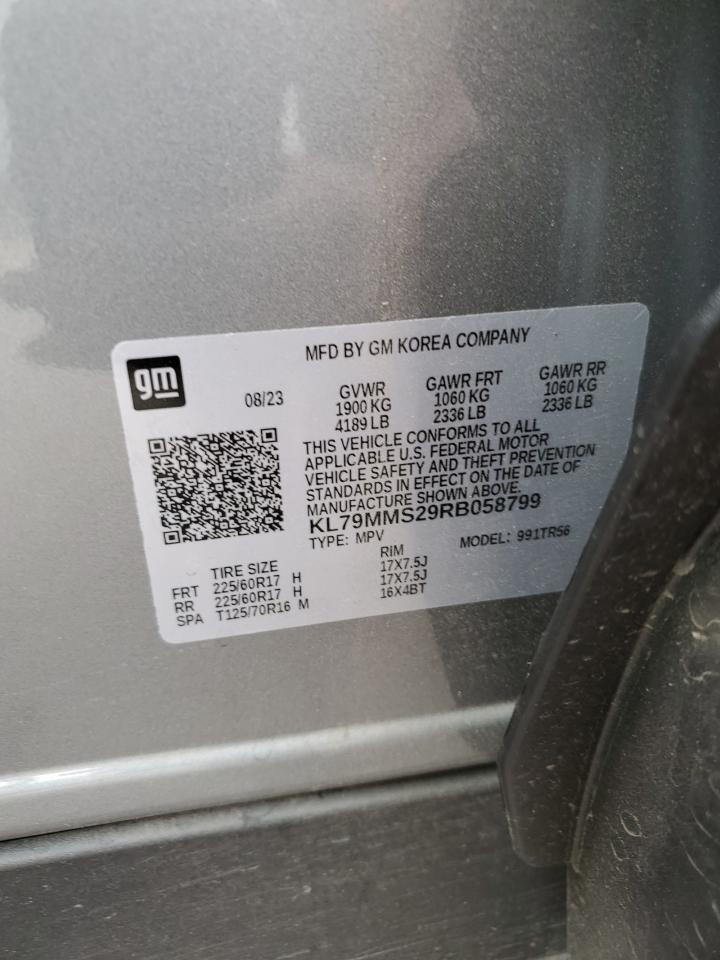 MFD BY GM KOREA COMPANY
gm
08/23
GVWR GAWR FRT GAWR RR
1900 KG 1060 KG 1060 KG
4189 LB 2336 LB 2336 LB
THIS VEHICLE CONFORMS TO ALL
APPLICABLE U.S. FEDERAL MOTOR
VEHICLE SAFETY AND THEFT PREVENTION
STANDARDS IN EFFECT ON THE DATE OF
MANUFACTURE SHOWN ABOVE.
KL79MMS29RB058799
TYPE: MPV MODEL: 991TR56
TIRE SIZE RIM
FRT 225/60R17 H 17X7.5J
RR 225/60R17 H 17X7.5J
SPA T125/70R16 M 16X4BT